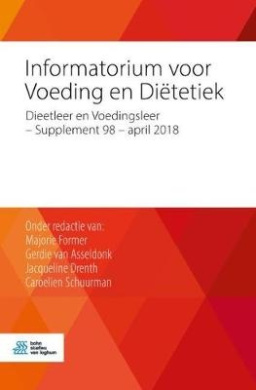 Informatorium voor
Voeding en Diëtetiek
Dieetleer en Voedingsleer
– Supplement 98 – april 2018
Onder redactie van:
Majorie Former
Gerdie van Asseldonk
Jacqueline Drenth
Caroelien Schuurman
bohn
stafleu
van loghum